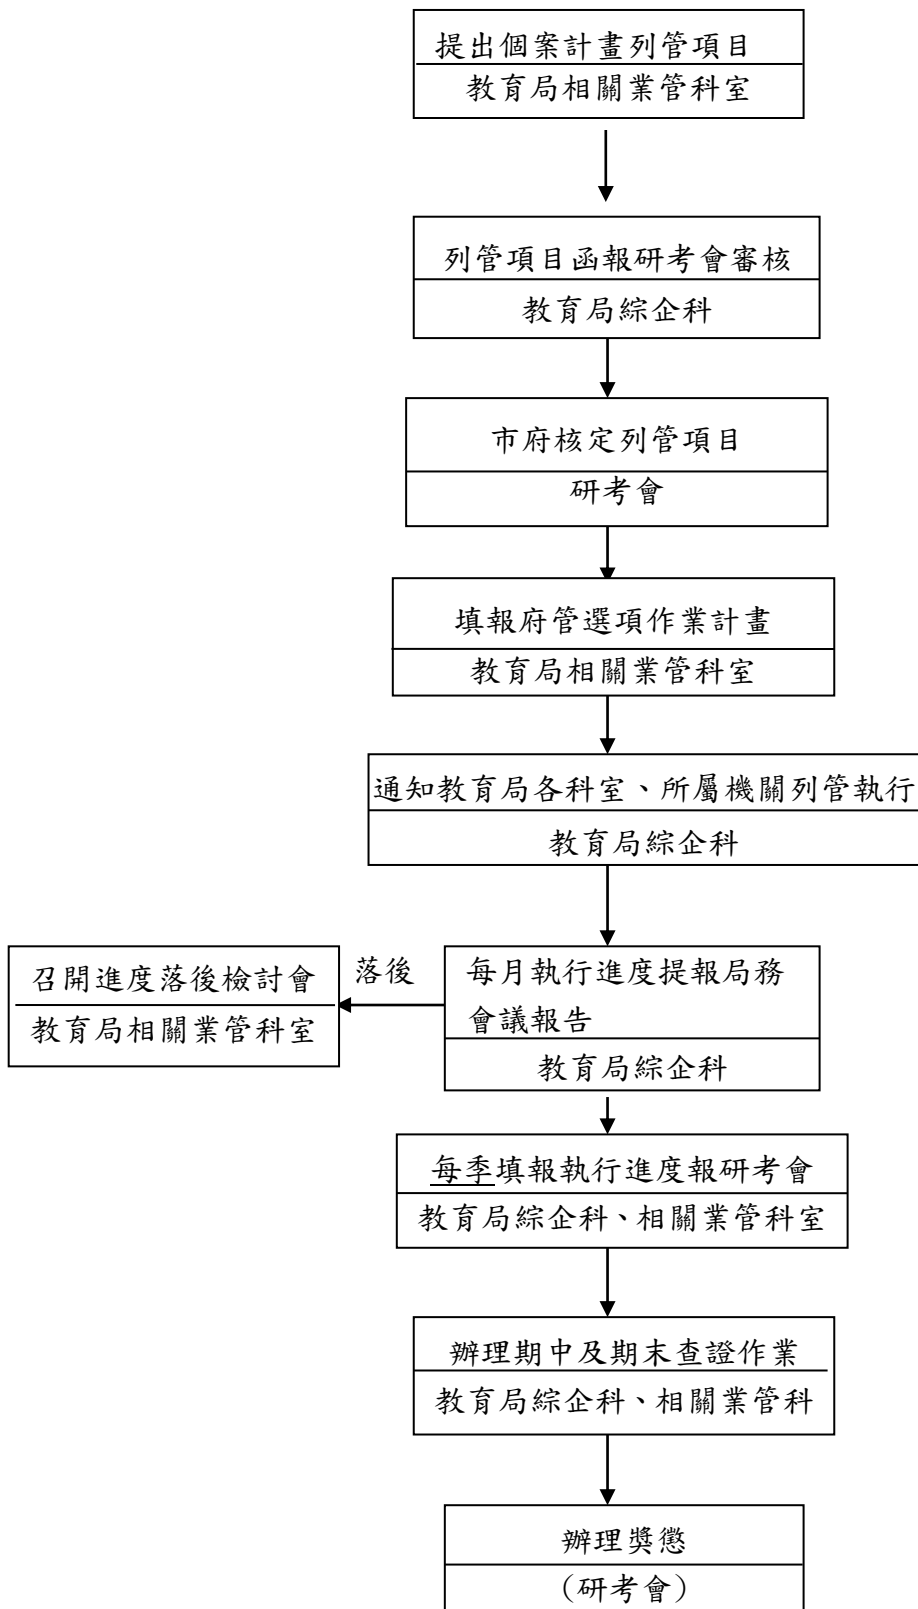 提出個案計畫列管項目
教育局相關業管科室
列管項目函報研考會審核
教育局綜企科
市府核定列管項目
研考會
填報府管選項作業計畫
教育局相關業管科室
通知教育局各科室、所屬機關列管執行
教育局綜企科
召開進度落後檢討會
教育局相關業管科室
落後
每月執行進度提報局務
會議報告
教育局綜企科
每季填報執行進度報研考會
教育局綜企科、相關業管科室
辦理期中及期末查證作業
教育局綜企科、相關業管科
辦理獎懲
(研考會)